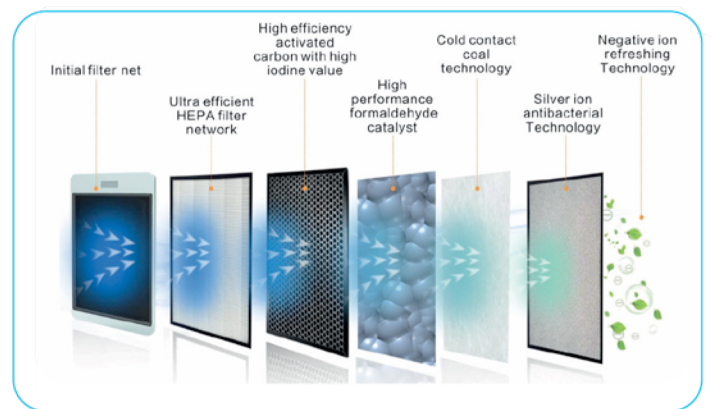 Initial filter net
Ultra efficient
HEPA filter
network
High efficiency
activated
carbon with high
iodine value
High
performance
formaldehyde
catalyst
Cold contact
coal
technology
Silver ion
antibacterial
Technology
Negative ion
refreshing
Technology